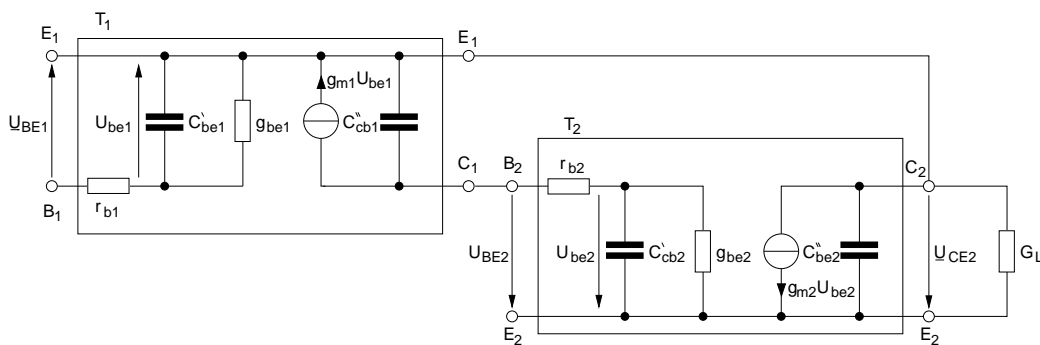 T1
E1
E1
gm1Ube1
UBE1
Ube1
C`be1
gbe1
C``cb1
T2
B1
rb1
C1
B2
rb2
C2
UBE2
Ube2
C`cb2
gbe2
C``be2
UCE2
GL
gm2Ube2
E2
E2